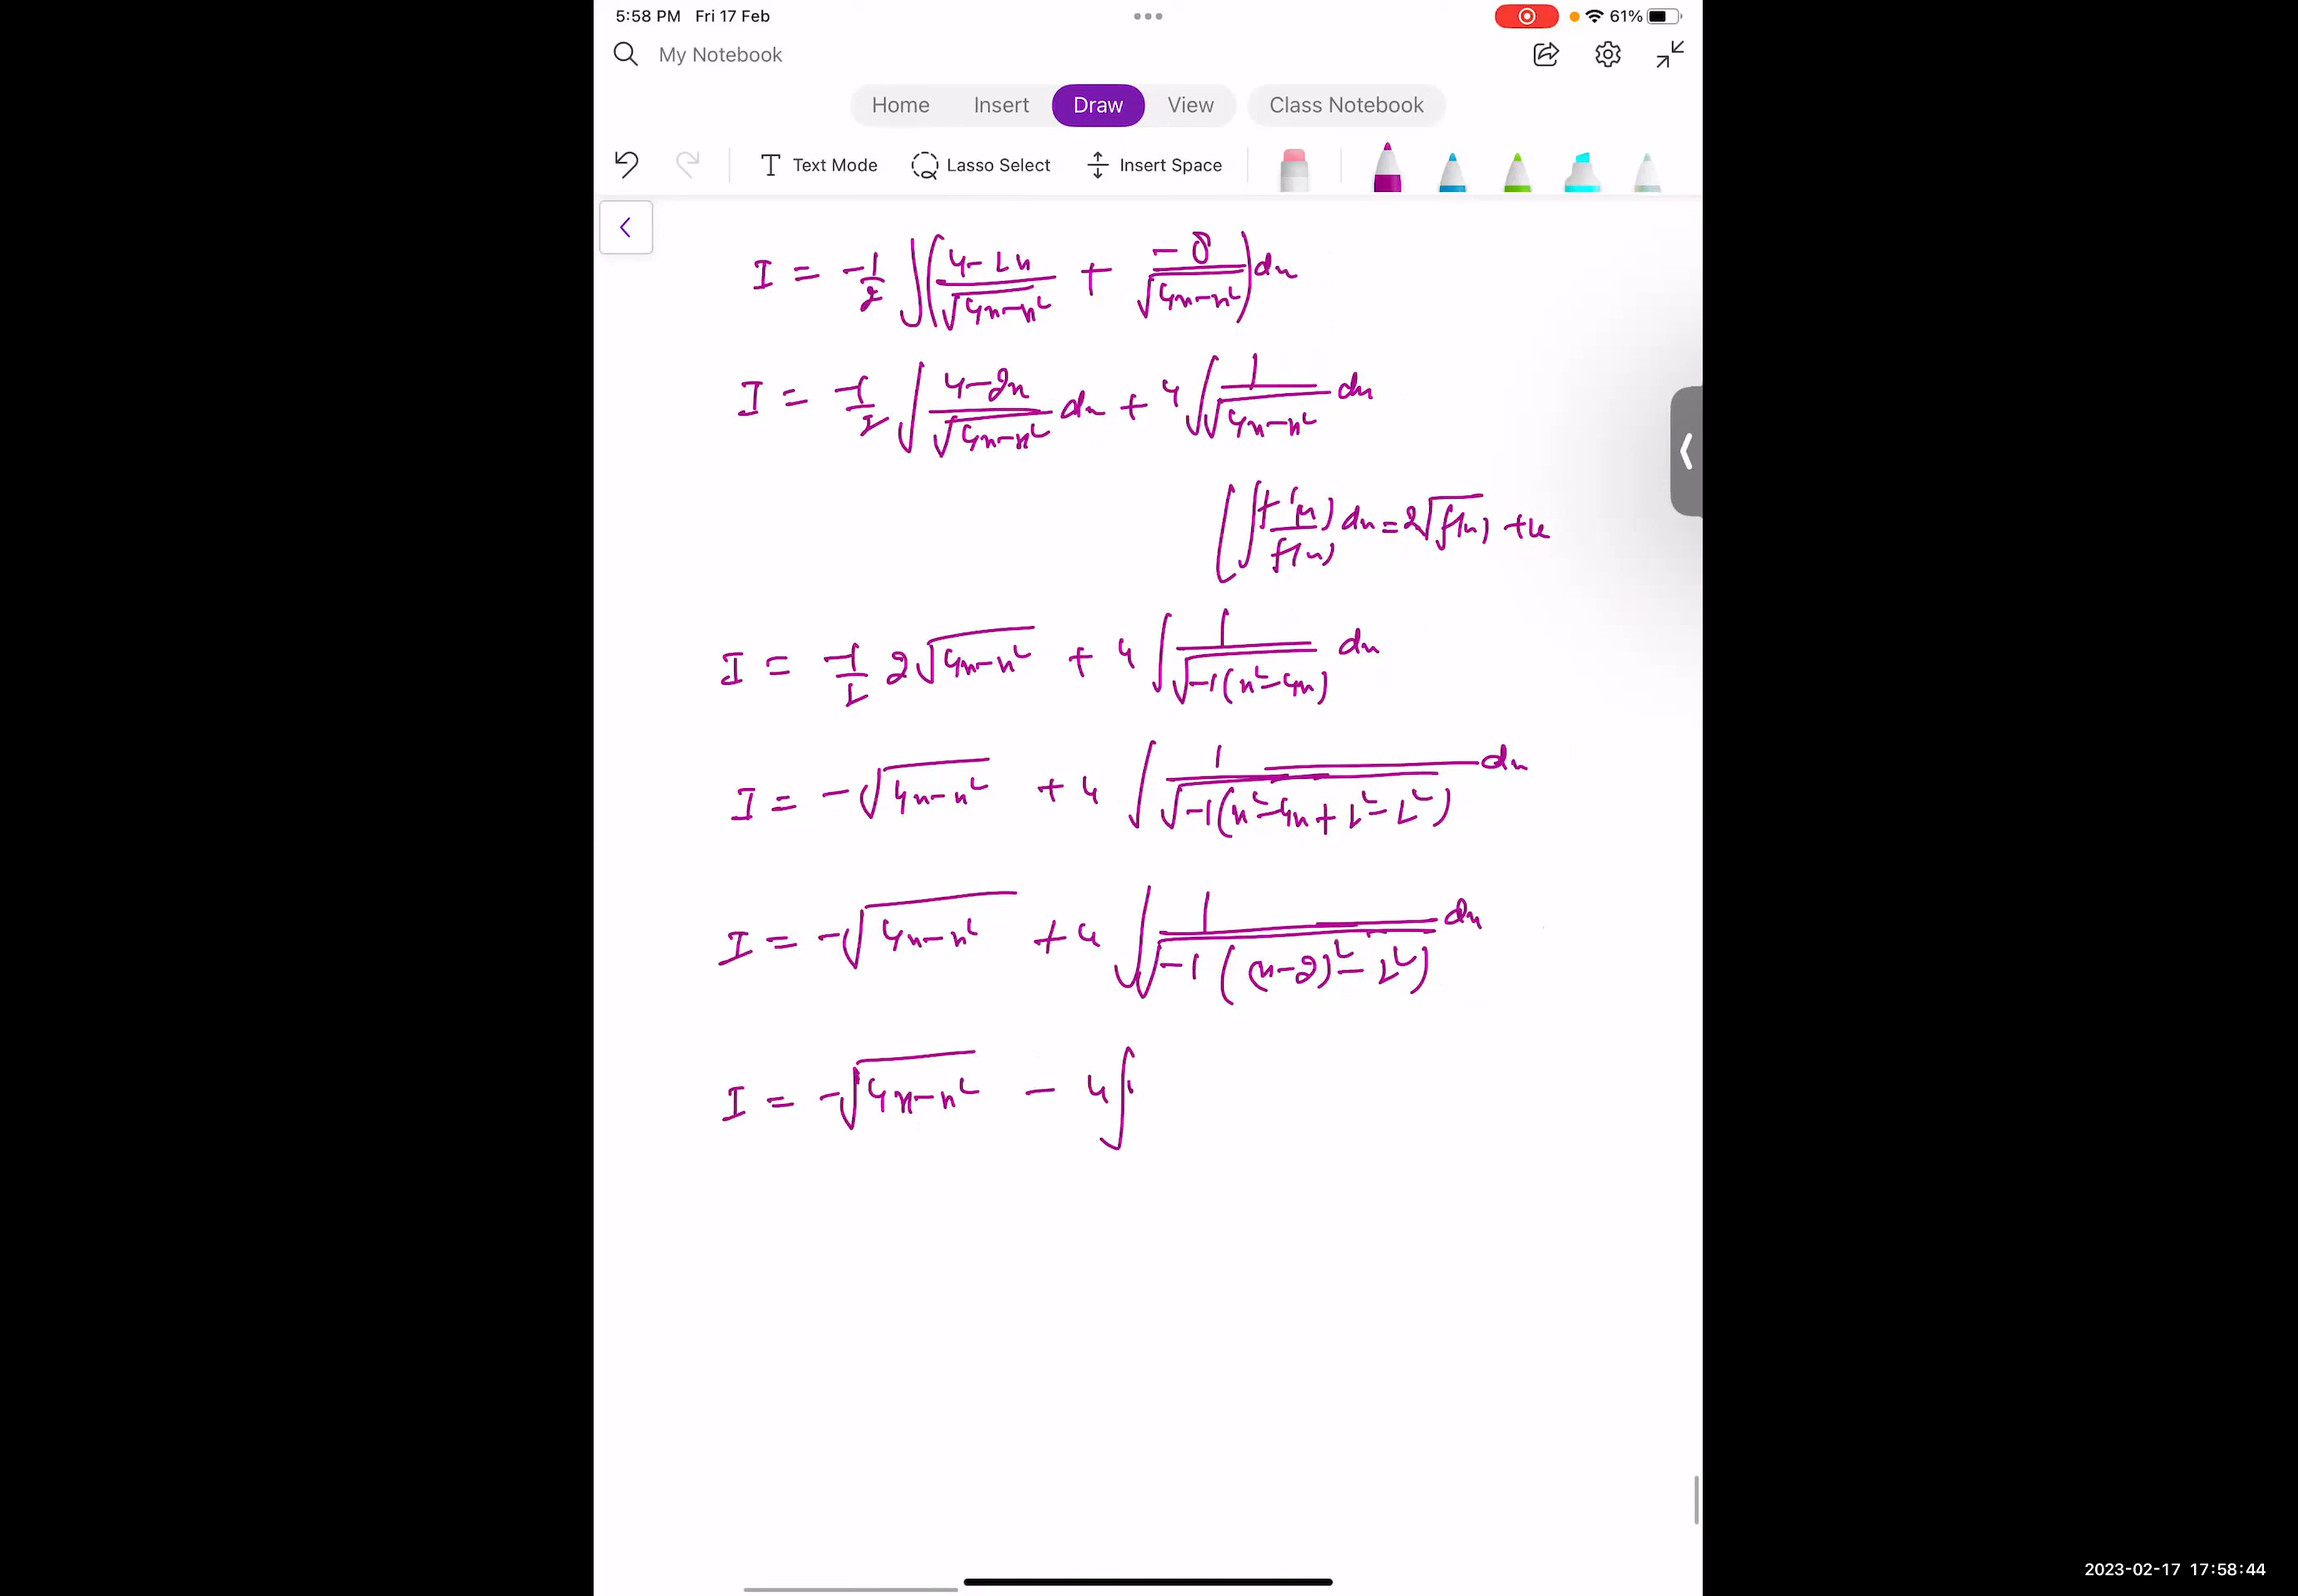 5:58 PM Fri 17 Feb
61%
My Notebook
Home Insert Draw View Class Notebook
Text Mode Lasso Select Insert Space
I = -1/2 ∫(4-2x/√(4x-x²) + -8/√(4x-x²))dx
I = -1/2 ∫ 4-2x/√(4x-x²) dx + 4∫ 1/√(4x-x²) dx
[∫ f'(x)/f(x) dx = 2√f(x) + c
I = -1/2 2√(4x-x²) + 4 ∫ 1/√(-1(x²-4x)) dx
I = -√(4x-x²) + 4 ∫ 1/√(-1(x²-4x+2²-2²)) dx
I = -√(4x-x²) + 4 ∫ 1/√(-1((x-2)²-2²)) dx
I = -√(4x-x²) - 4∫
2023-02-17 17:58:44